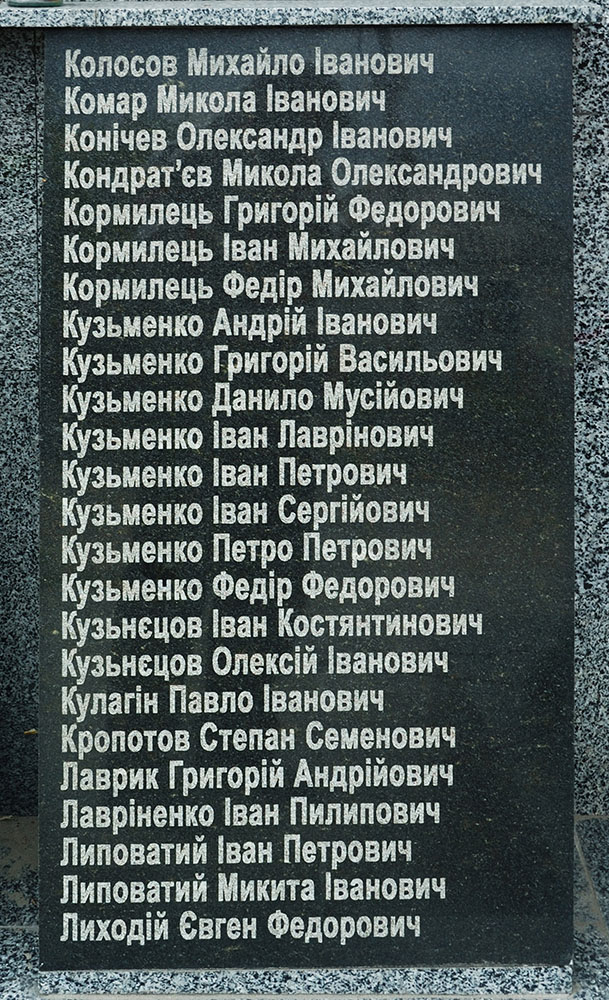 Колосов Михайло Іванович
Комар Микола Іванович
Конічев Олександр Іванович
Кондрат’єв Микола Олександрович
Кормилець Григорій Федорович
Кормилець Іван Михайлович
Кормилець Федір Михайлович
Кузьменко Андрій Іванович
Кузьменко Григорій Васильович
Кузьменко Данило Мусійович
Кузьменко Іван Лаврінович
Кузьменко Іван Петрович
Кузьменко Іван Сергійович
Кузьменко Петро Петрович
Кузьменко Федір Федорович
Кузьнєцов Іван Костянтинович
Кузьнєцов Олексій Іванович
Кулагін Павло Іванович
Кропотов Степан Семенович
Лаврик Григорій Андрійович
Лавріненко Іван Пилипович
Липоватий Іван Петрович
Липоватий Микита Іванович
Лиходій Євген Федорович